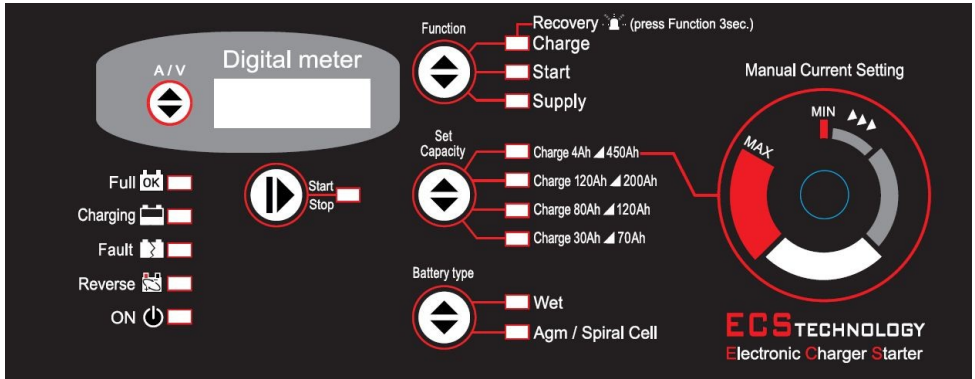 Digital meter
A / V
Full OK
Charging
Fault
Reverse
ON
Start
Stop
Function
Recovery (press Function 3sec.)
Charge
Start
Supply
Set
Capacity
Charge 4Ah 450Ah
Charge 120Ah 200Ah
Charge 80Ah 120Ah
Charge 30Ah 70Ah
Battery type
Wet
Agm / Spiral Cell
Manual Current Setting
MIN
MAX
ECS TECHNOLOGY
Electronic Charger Starter